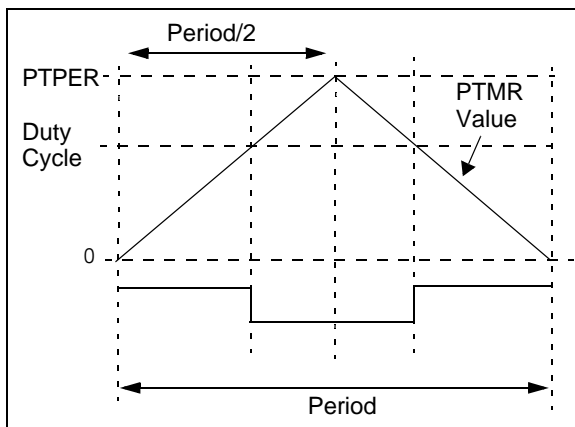 Period/2
PTPER
PTMR
Value
Duty
Cycle
0
Period